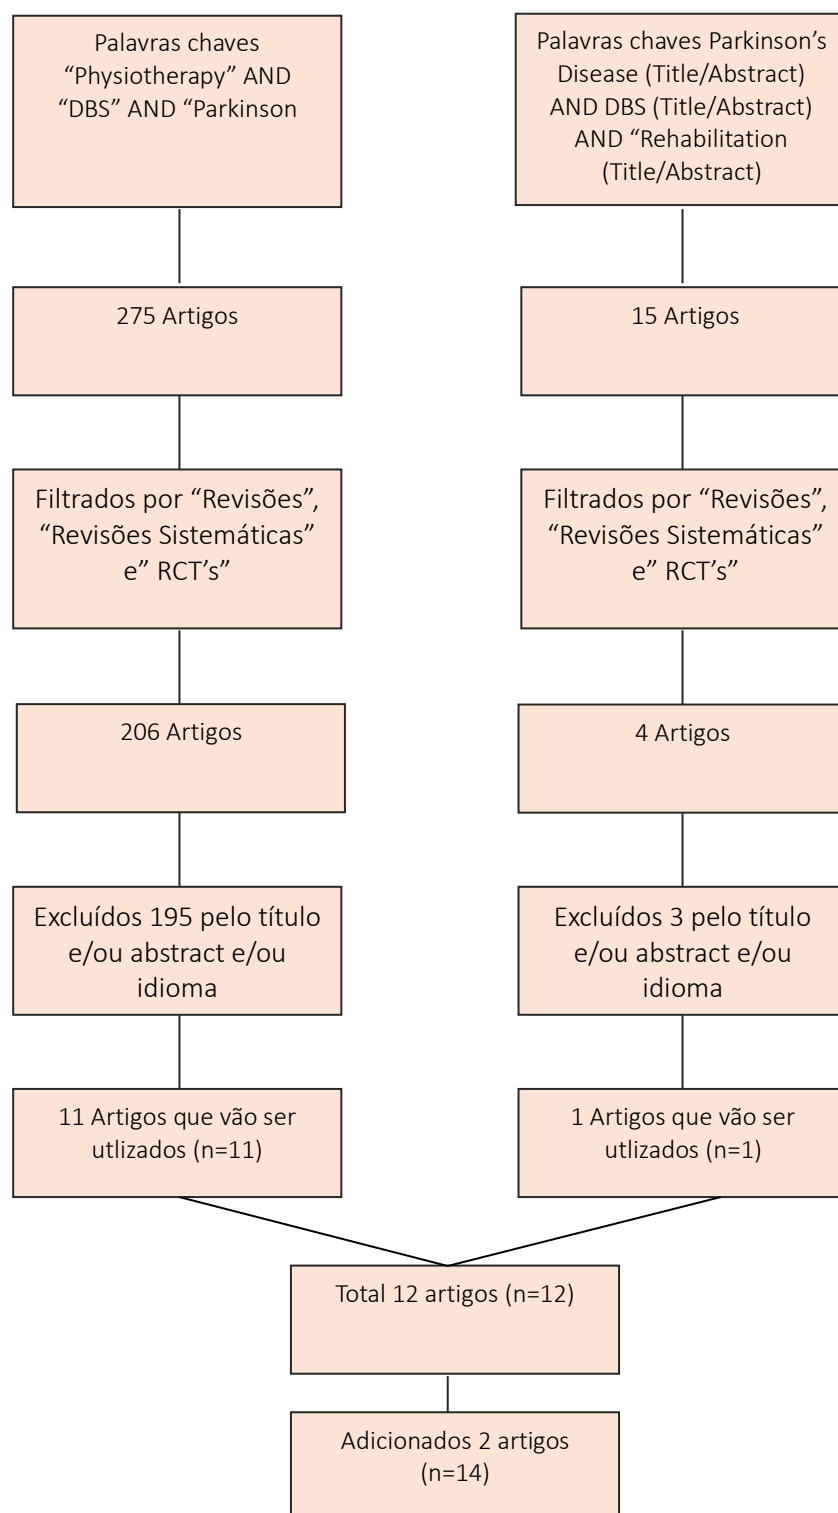 Palavras chaves
“Physiotherapy” AND
“DBS” AND “Parkinson
275 Artigos
Filtrados por “Revisões”,
“Revisões Sistemáticas”
e” RCT’s”
206 Artigos
Excluídos 195 pelo título
e/ou abstract e/ou
idioma
11 Artigos que vão ser
utlizados (n=11)
Palavras chaves Parkinson’s
Disease (Title/Abstract)
AND DBS (Title/Abstract)
AND “Rehabilitation
(Title/Abstract)
15 Artigos
Filtrados por “Revisões”,
“Revisões Sistemáticas”
e” RCT’s”
4 Artigos
Excluídos 3 pelo título
e/ou abstract e/ou
idioma
1 Artigos que vão ser
utlizados (n=1)
Total 12 artigos (n=12)
Adicionados 2 artigos
(n=14)